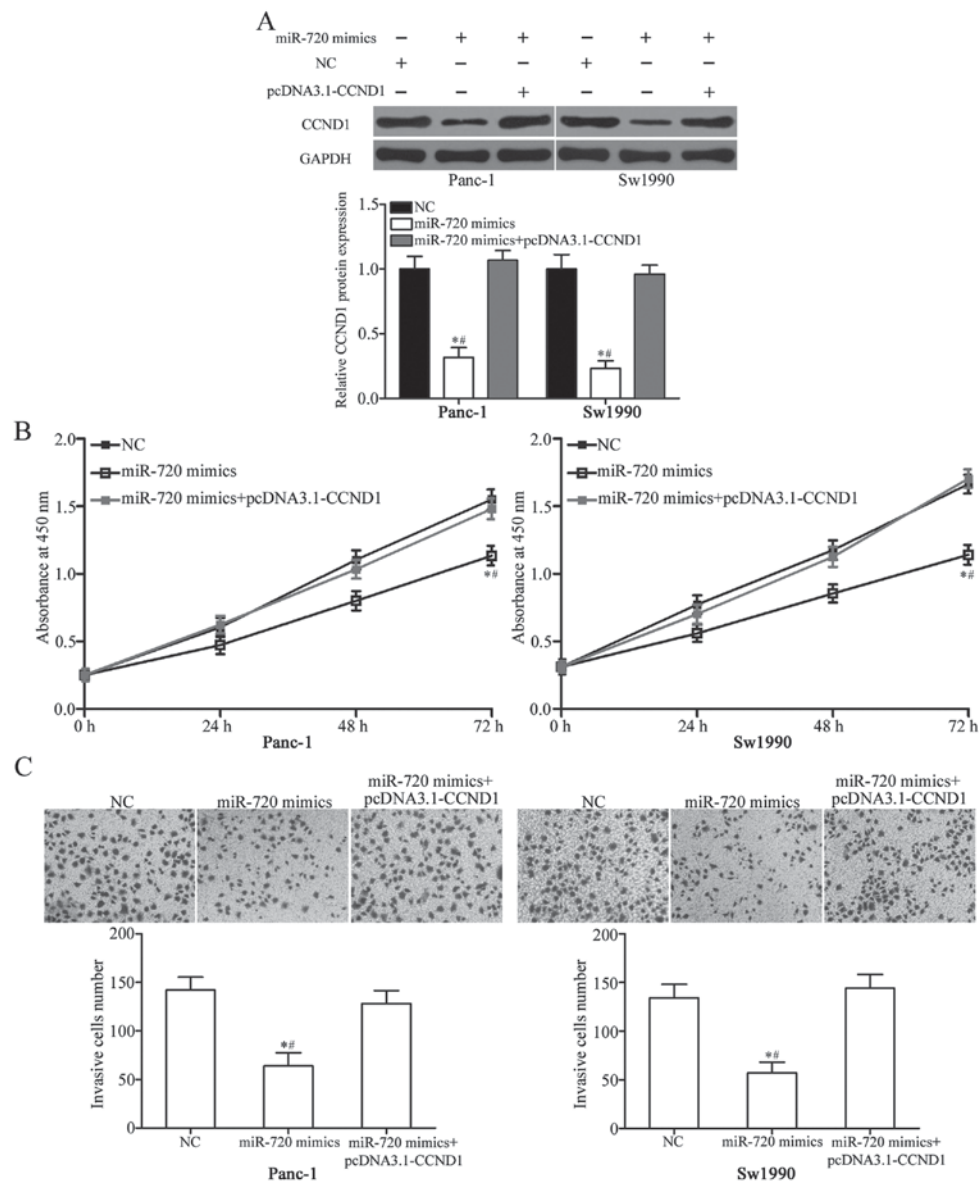 A
miR-720 mimics − + + − + +
NC + − − + − −
pcDNA3.1-CCND1 − − + − − +
CCND1
GAPDH
Panc-1 Sw1990
Relative CCND1 protein expression
1.5
1.0
0.5
0.0
NC
miR-720 mimics
miR-720 mimics+pcDNA3.1-CCND1
*# *#
Panc-1 Sw1990
B
Absorbance at 450 nm
2.0
1.5
1.0
0.5
0.0
NC
miR-720 mimics
miR-720 mimics+pcDNA3.1-CCND1
*#
0 h 24 h 48 h 72 h
Panc-1
Absorbance at 450 nm
2.0
1.5
1.0
0.5
0.0
NC
miR-720 mimics
miR-720 mimics+pcDNA3.1-CCND1
*#
0 h 24 h 48 h 72 h
Sw1990
C
NC miR-720 mimics miR-720 mimics+
pcDNA3.1-CCND1
NC miR-720 mimics miR-720 mimics+
pcDNA3.1-CCND1
Invasive cells number
200
150
100
50
0
*#
NC miR-720 mimics miR-720 mimics+
pcDNA3.1-CCND1
Panc-1
Invasive cells number
200
150
100
50
0
*#
NC miR-720 mimics miR-720 mimics+
pcDNA3.1-CCND1
Sw1990